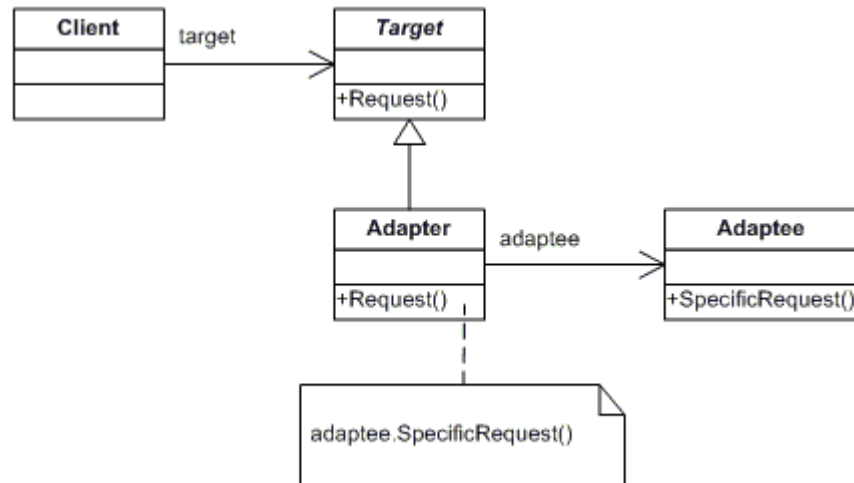 Client
target
Target
+Request()
Adapter
adaptee
Adaptee
+Request()
+SpecificRequest()
adaptee.SpecificRequest()